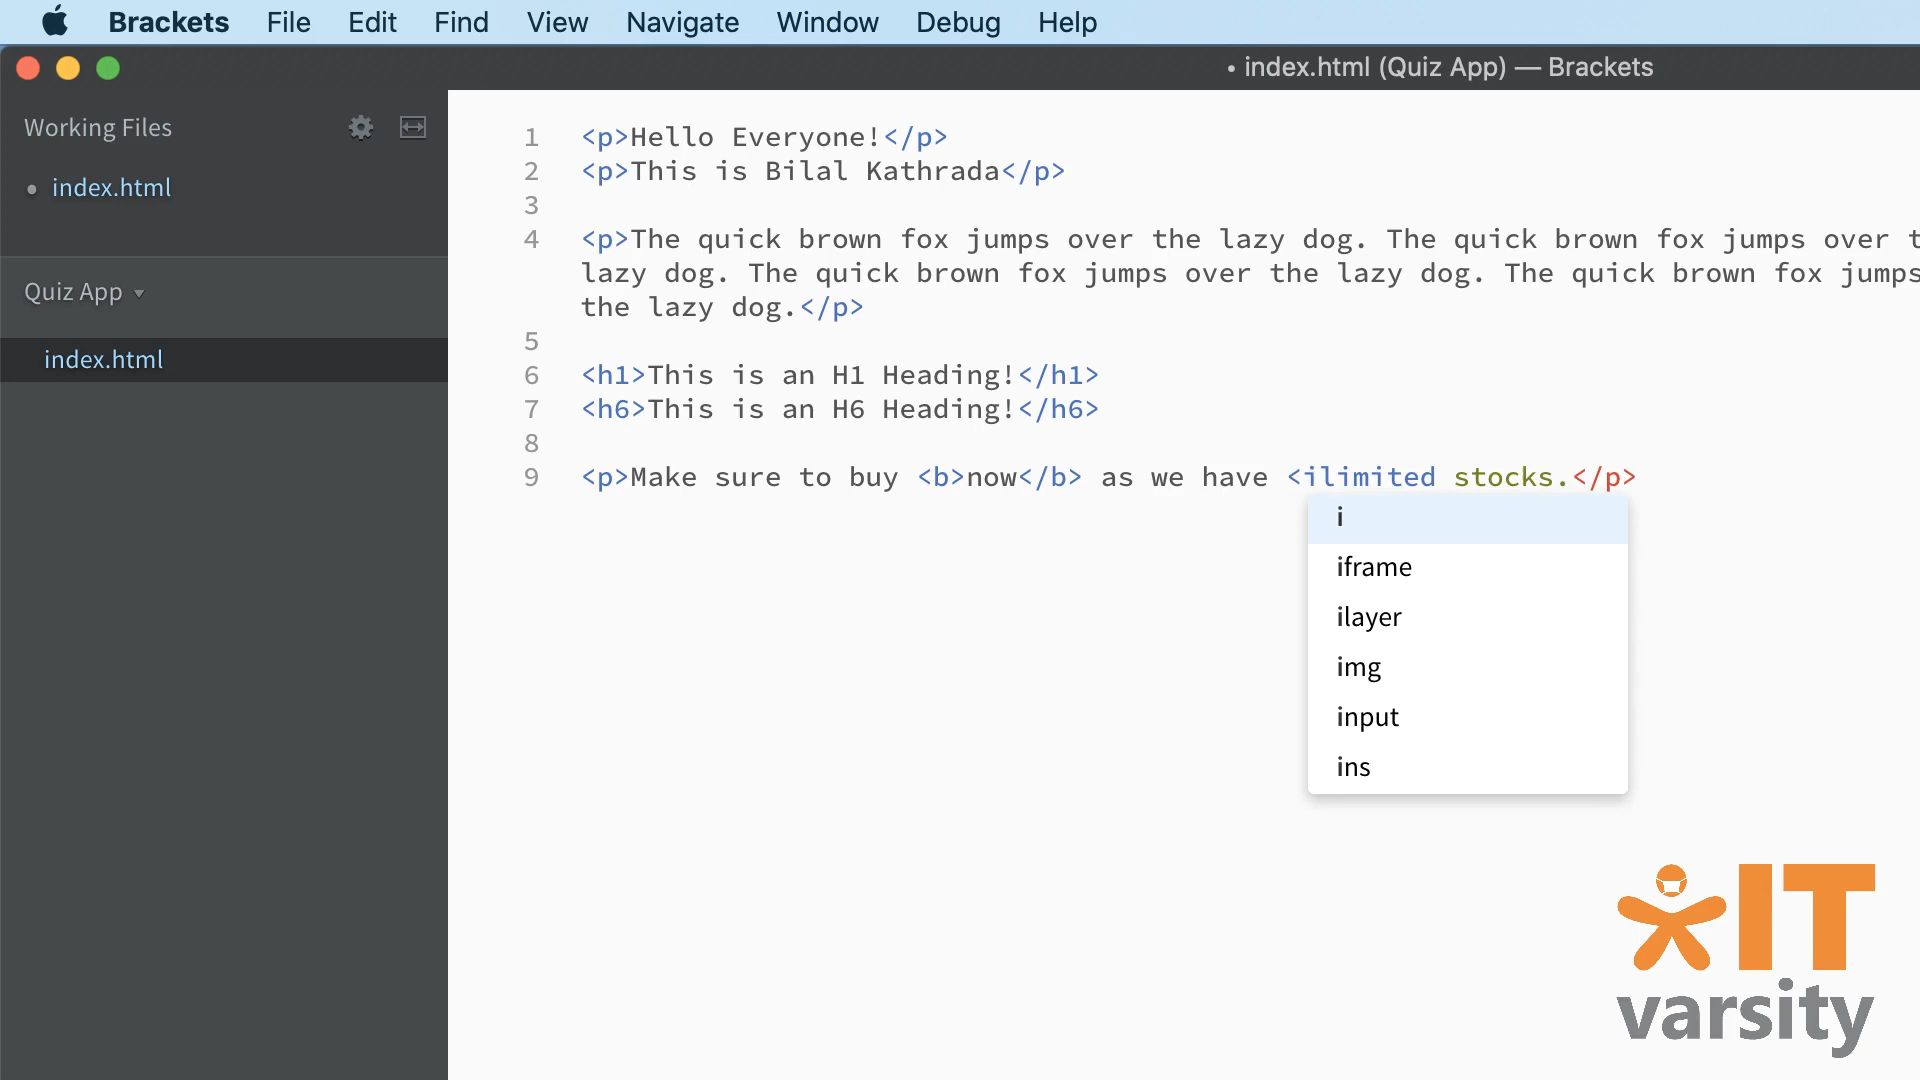 Brackets File Edit Find View Navigate Window Debug Help
• index.html (Quiz App) — Brackets
Working Files
• index.html
Quiz App ▾
index.html
1 <p>Hello Everyone!</p>
2 <p>This is Bilal Kathrada</p>
3
4 <p>The quick brown fox jumps over the lazy dog. The quick brown fox jumps over t
lazy dog. The quick brown fox jumps over the lazy dog. The quick brown fox jumps
the lazy dog.</p>
5
6 <h1>This is an H1 Heading!</h1>
7 <h6>This is an H6 Heading!</h6>
8
9 <p>Make sure to buy <b>now</b> as we have <ilimited stocks.</p>
i
iframe
ilayer
img
input
ins
IT
varsity